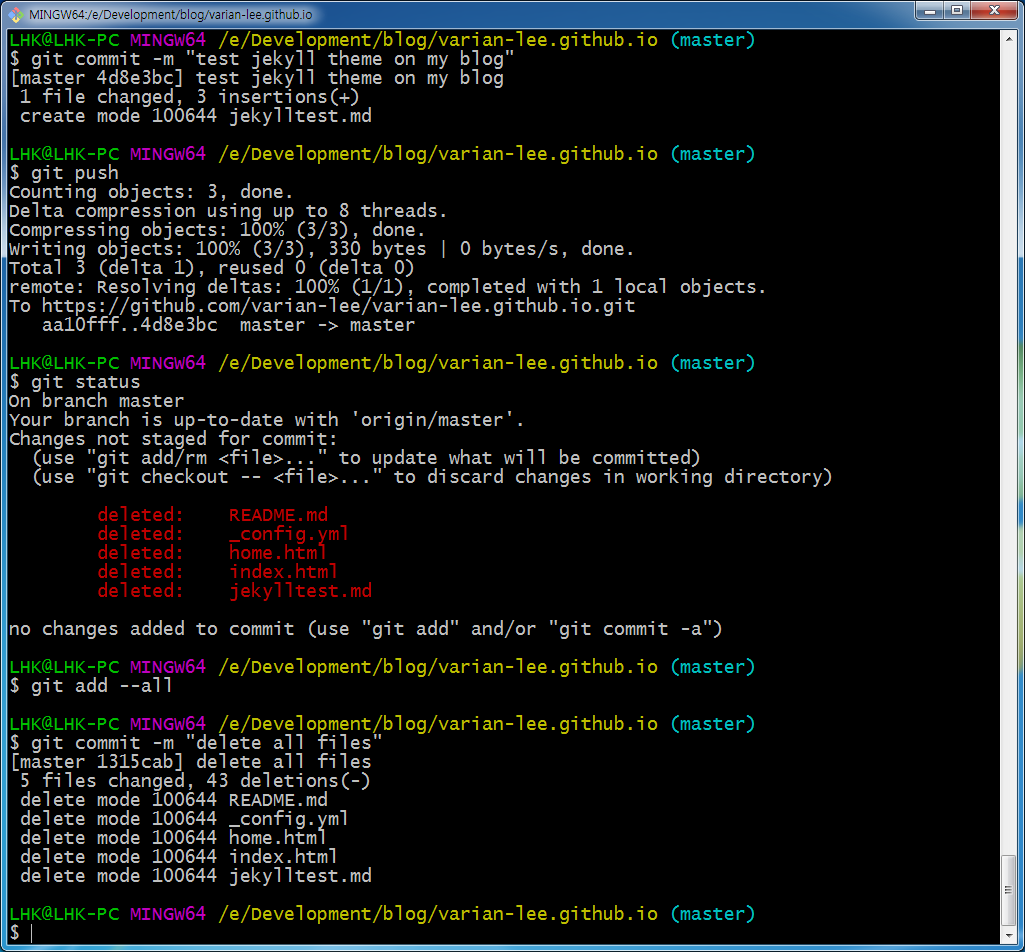 MINGW64:/e/Development/blog/varian-lee.github.io
LHK@LHK-PC MINGW64 /e/Development/blog/varian-lee.github.io (master)
$ git commit -m "test jekyll theme on my blog"
[master 4d8e3bc] test jekyll theme on my blog
 1 file changed, 3 insertions(+)
 create mode 100644 jekylltest.md
LHK@LHK-PC MINGW64 /e/Development/blog/varian-lee.github.io (master)
$ git push
Counting objects: 3, done.
Delta compression using up to 8 threads.
Compressing objects: 100% (3/3), done.
Writing objects: 100% (3/3), 330 bytes | 0 bytes/s, done.
Total 3 (delta 1), reused 0 (delta 0)
remote: Resolving deltas: 100% (1/1), completed with 1 local objects.
To https://github.com/varian-lee/varian-lee.github.io.git
   aa10fff..4d8e3bc  master -> master
LHK@LHK-PC MINGW64 /e/Development/blog/varian-lee.github.io (master)
$ git status
On branch master
Your branch is up-to-date with 'origin/master'.
Changes not staged for commit:
  (use "git add/rm <file>..." to update what will be committed)
  (use "git checkout -- <file>..." to discard changes in working directory)
        deleted:    README.md
        deleted:    _config.yml
        deleted:    home.html
        deleted:    index.html
        deleted:    jekylltest.md
no changes added to commit (use "git add" and/or "git commit -a")
LHK@LHK-PC MINGW64 /e/Development/blog/varian-lee.github.io (master)
$ git add --all
LHK@LHK-PC MINGW64 /e/Development/blog/varian-lee.github.io (master)
$ git commit -m "delete all files"
[master 1315cab] delete all files
 5 files changed, 43 deletions(-)
 delete mode 100644 README.md
 delete mode 100644 _config.yml
 delete mode 100644 home.html
 delete mode 100644 index.html
 delete mode 100644 jekylltest.md
LHK@LHK-PC MINGW64 /e/Development/blog/varian-lee.github.io (master)
$